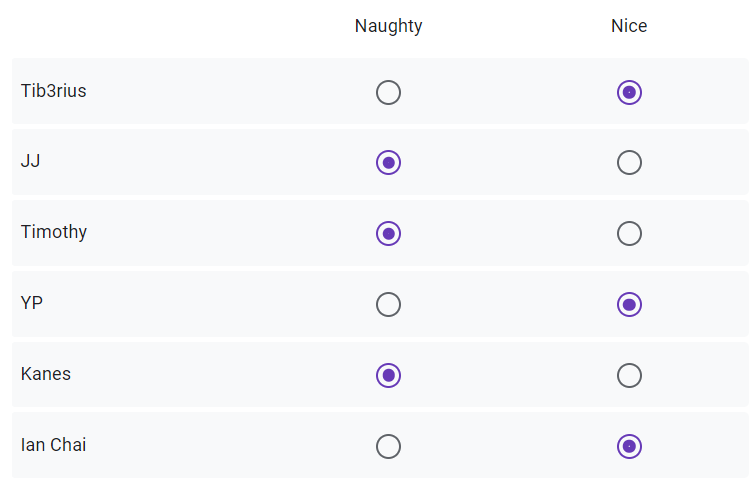 Naughty Nice
Tib3rius
JJ
Timothy
YP
Kanes
Ian Chai